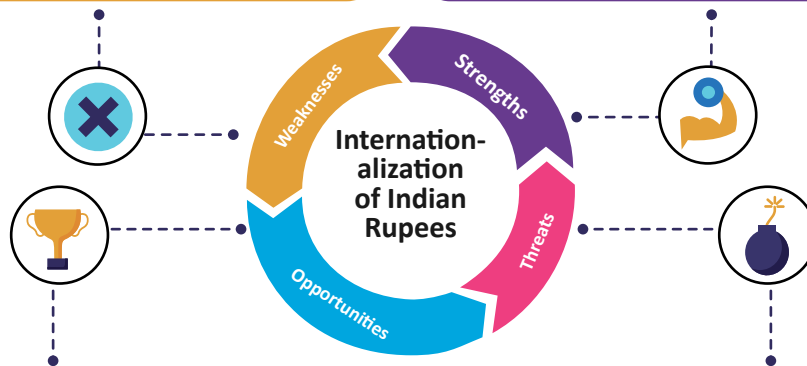 Weaknesses
Strengths
Internation-
alization
of Indian
Rupees
Threats
Opportunities